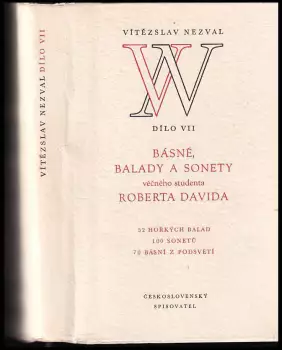 VÍTĚZSLAV NEZVAL DÍLO VII
VÍTĚZSLAV NEZVAL
VN
DÍLO VII
BÁSNĚ,
BALADY A SONETY
věčného studenta
ROBERTA DAVIDA
52 HOŘKÝCH BALAD
100 SONETŮ
70 BÁSNÍ Z PODSVĚTÍ
ČESKOSLOVENSKÝ
SPISOVATEL